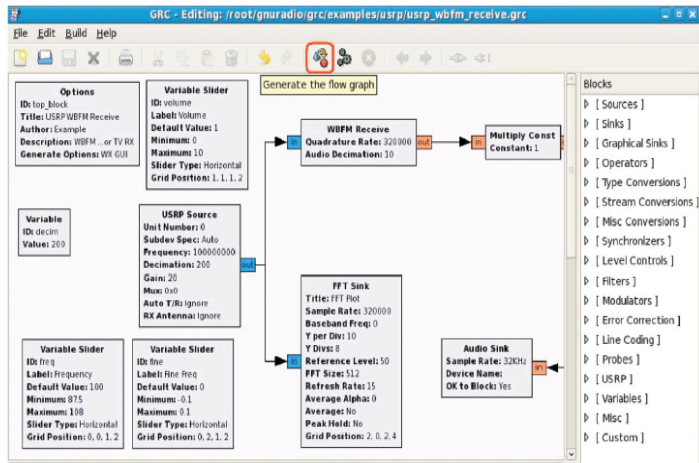 GRC - Editing: /root/gnuradio/grc/examples/usrp/usrp_wbfm_receive.grc
File Edit Build Help
Generate the flow graph
Options
ID: top_block
Title: USRP WBFM Receive
Author: Example
Description: WBFM ...or TV RX
Generate Options: WX GUI
Variable Slider
ID: volume
Label: Volume
Default Value: 1
Minimum: 0
Maximum: 10
Slider Type: Horizontal
Grid Position: 1, 1, 1, 2
WBFM Receive
Quadrature Rate: 320000
Audio Decimation: 10
in
out
Multiply Const
Constant: 1
in
Variable
ID: decim
Value: 200
USRP Source
Unit Number: 0
Subdev Spec: Auto
Frequency: 100000000
Decimation: 200
Gain: 20
Mux: 0x0
Auto T/R: Ignore
RX Antenna: Ignore
out
FFT Sink
Title: FFT Plot
Sample Rate: 320000
Baseband Freq: 0
Y per Div: 10
Y Divs: 8
Reference Level: 50
FFT Size: 512
Refresh Rate: 15
Average Alpha: 0
Average: No
Peak Hold: No
Grid Position: 2, 0, 2, 4
in
Audio Sink
Sample Rate: 32KHz
Device Name:
OK to Block: Yes
in
Variable Slider
ID: freq
Label: Frequency
Default Value: 100
Minimum: 87.5
Maximum: 108
Slider Type: Horizontal
Grid Position: 0, 0, 1, 2
Variable Slider
ID: fine
Label: Fine Freq
Default Value: 0
Minimum: -0.1
Maximum: 0.1
Slider Type: Horizontal
Grid Position: 0, 2, 1, 2
Blocks
[ Sources ]
[ Sinks ]
[ Graphical Sinks ]
[ Operators ]
[ Type Conversions ]
[ Stream Conversions ]
[ Misc Conversions ]
[ Synchronizers ]
[ Level Controls ]
[ Filters ]
[ Modulators ]
[ Error Correction ]
[ Line Coding ]
[ Probes ]
[ USRP ]
[ Variables ]
[ Misc ]
[ Custom ]